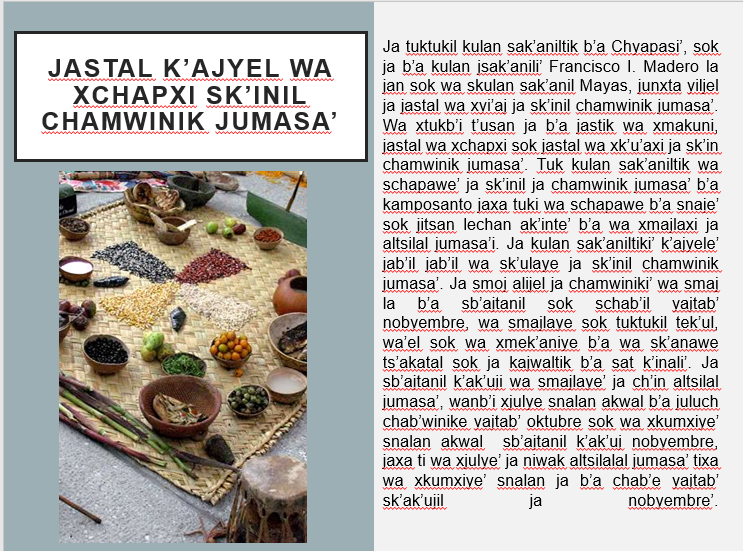 JASTAL K’AJYEL WA
XCHAPXI SK’INIL
CHAMWINIK JUMASA’
Ja tuktukil kulan sak’aniltik b’a Chyapasi’, sok
ja b’a kulan jsak’anili’ Francisco I. Madero la
jan sok wa skulan sak’anil Mayas, junxta viljel
ja jastal wa xvi’aj ja sk’inil chamwinik jumasa’.
Wa xtukb’i t’usan ja b’a jastik wa xmakuni,
jastal wa xchapxi sok jastal wa xk’u’axi ja sk’in
chamwinik jumasa’. Tuk kulan sak’aniltik wa
schapawe’ ja sk’inil ja chamwinik jumasa’ b’a
kamposanto jaxa tuki wa schapawe b’a snaje’
sok jitsan lechan ak’inte’ b’a wa xmajlaxi ja
altsilal jumasa’i. Ja kulan sak’aniltiki’ k’ajyele’
jab’il jab’il wa sk’ulaye ja sk’inil chamwinik
jumasa’. Ja smoj alijel ja chamwiniki’ wa smaj
la b’a sb’ajtanil sok schab’il yajtab’
nobyembre, wa smajlaye sok tuktukil tek’ul,
wa’el sok wa xmek’aniye b’a wa sk’anawe
ts’akatal sok ja kajwaltik b’a sat k’inali’. Ja
sb’ajtanil k’ak’uji wa smajlaye’ ja ch’in altsilal
jumasa’, wanb’i xjulye snalan akwal b’a juluch
chab’winike yajtab’ oktubre sok wa xkumxiye’
snalan akwal sb’ajtanil k’ak’uj nobyembre,
jaxa ti wa xjulye’ ja niwak altsilalal jumasa’ tixa
wa xkumxiye’ snalan ja b’a chab’e yajtab’
sk’ak’ujil ja nobyembre’.